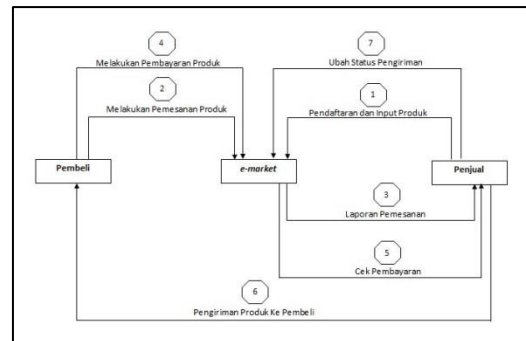 4
7
Melakukan Pembayaran Produk
Ubah Status Pengiriman
2
1
Melakukan Pemesanan Produk
Pendaftaran dan Input Produk
Pembeli
e-market
Penjual
3
Laporan Pemesanan
5
Cek Pembayaran
6
Pengiriman Produk Ke Pembeli